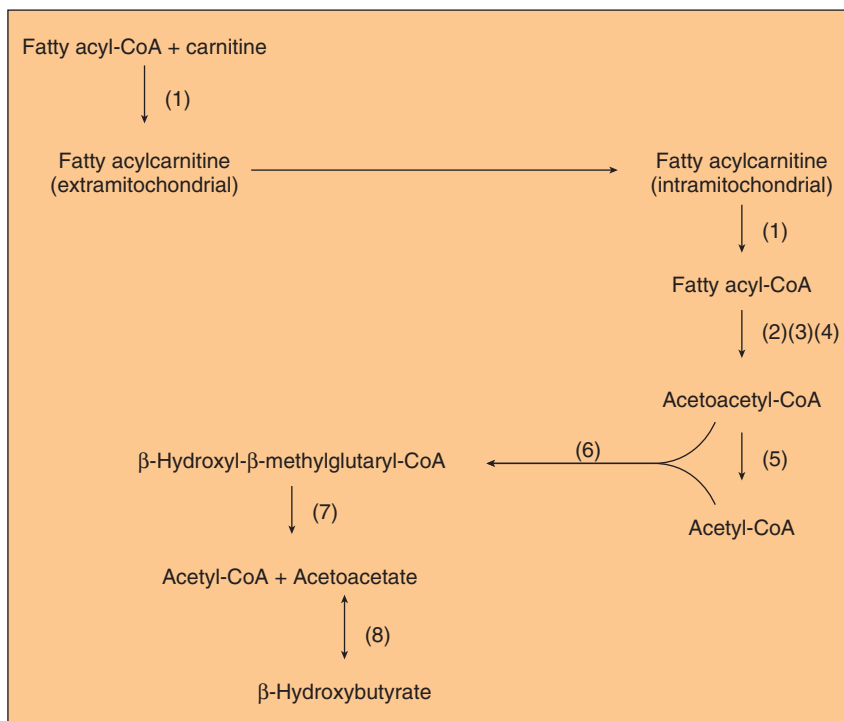 Fatty acyl-CoA + carnitine
(1)
Fatty acylcarnitine
(extramitochondrial)
Fatty acylcarnitine
(intramitochondrial)
(1)
Fatty acyl-CoA
(2)(3)(4)
Acetoacetyl-CoA
(6)
(5)
β-Hydroxyl-β-methylglutaryl-CoA
(7)
Acetyl-CoA
Acetyl-CoA + Acetoacetate
(8)
β-Hydroxybutyrate